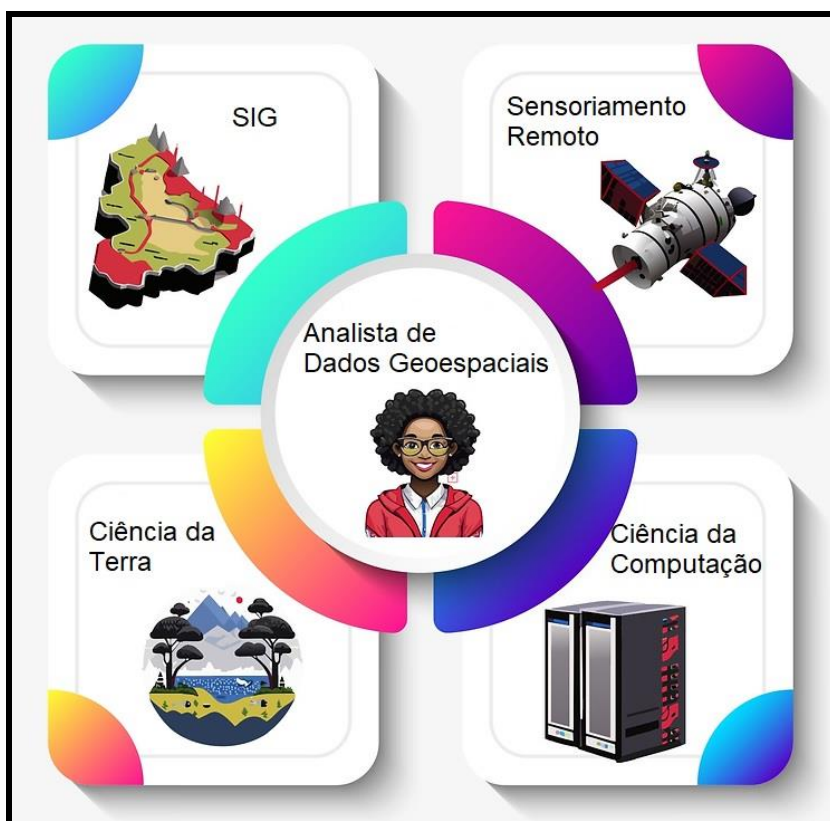 SIG
Sensoriamento
Remoto
Analista de
Dados Geoespaciais
Ciência da
Terra
Ciência da
Computação